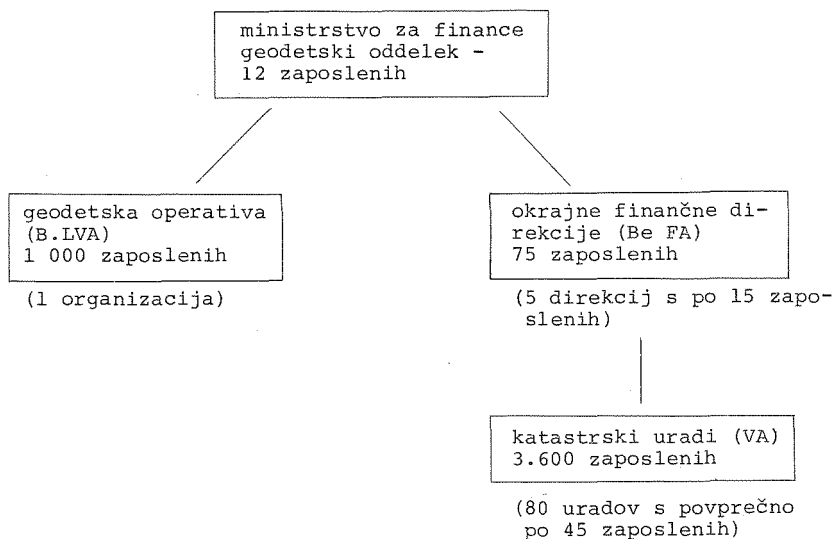 ministrstvo za finance
geodetski oddelek -
12 zaposlenih
geodetska operativa
(B.LVA)
1 000 zaposlenih
(1 organizacija)
okrajne finančne di-
rekcije (Be FA)
75 zaposlenih
(5 direkcij s po 15 zapo-
slenih)
katastrski uradi (VA)
3.600 zaposlenih
(80 uradov s povprečno
po 45 zaposlenih)